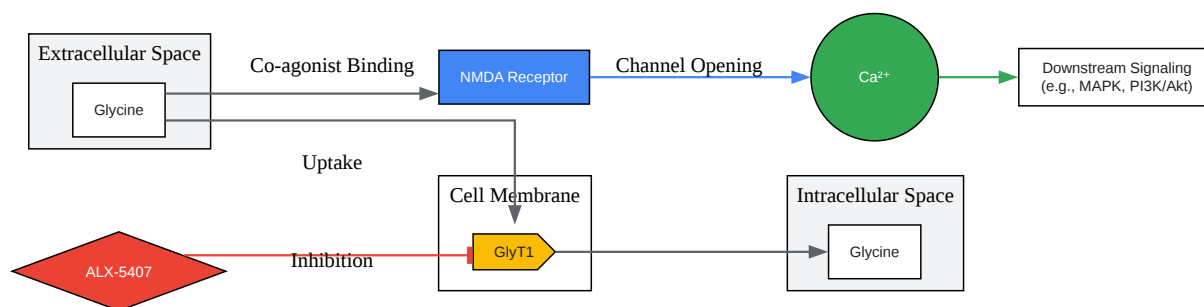 Extracellular Space
Glycine
Co-agonist Binding
NMDA Receptor
Channel Opening
Ca²⁺
Downstream Signaling
(e.g., MAPK, PI3K/Akt)
Uptake
Cell Membrane
GlyT1
Intracellular Space
Glycine
ALX-5407
Inhibition